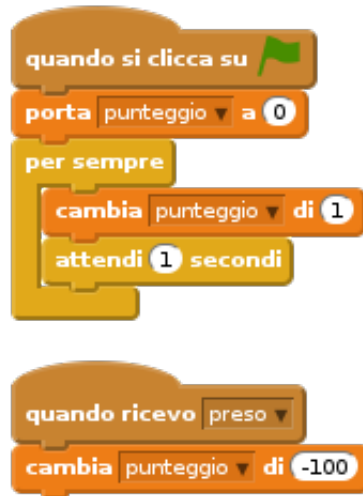 quando si clicca su
porta punteggio a 0
per sempre
cambia punteggio di 1
attendi 1 secondi
quando ricevo preso
cambia punteggio di -100